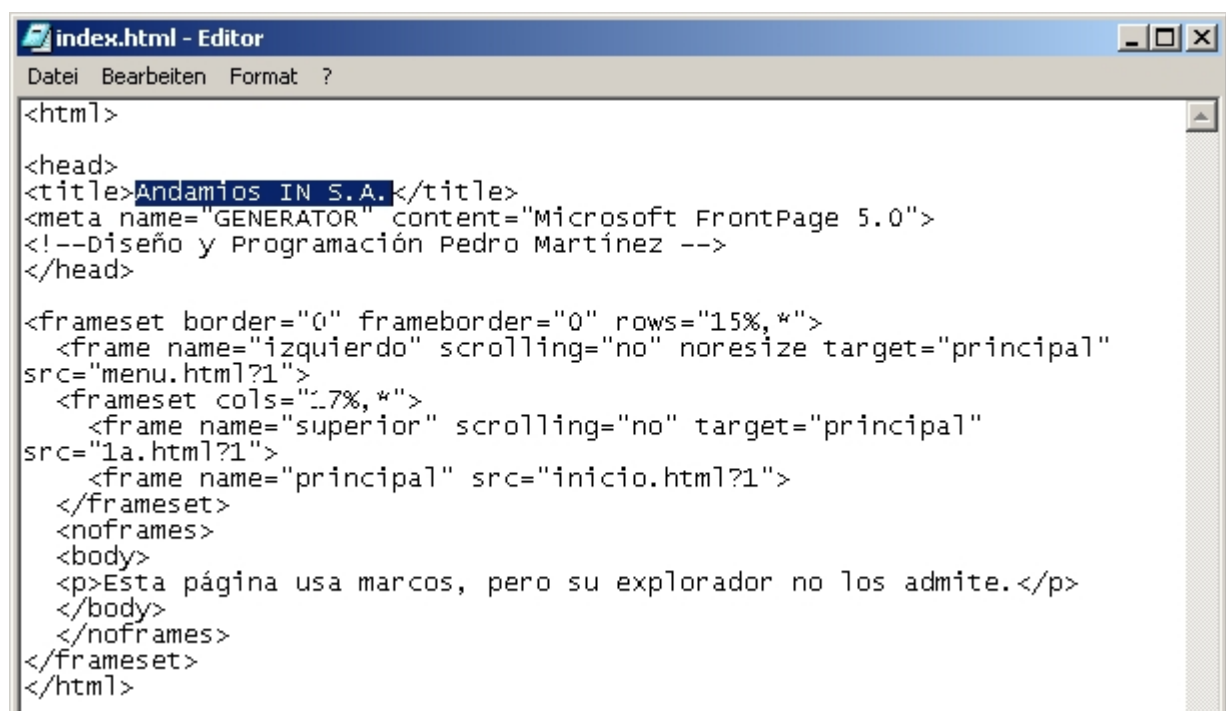 index.html - Editor
Datei Bearbeiten Format ?
<html>
<head>
<title>Andamios IN S.A.</title>
<meta name="GENERATOR" content="Microsoft FrontPage 5.0">
<!--Diseño y Programación Pedro Martínez -->
</head>
<frameset border="0" frameborder="0" rows="15%,*">
<frame name="izquierdo" scrolling="no" noresize target="principal"
src="menu.html?1">
<frameset cols="17%,*">
<frame name="superior" scrolling="no" target="principal"
src="1a.html?1">
<frame name="principal" src="inicio.html?1">
</frameset>
<noframes>
<body>
<p>Esta página usa marcos, pero su explorador no los admite.</p>
</body>
</noframes>
</frameset>
</html>